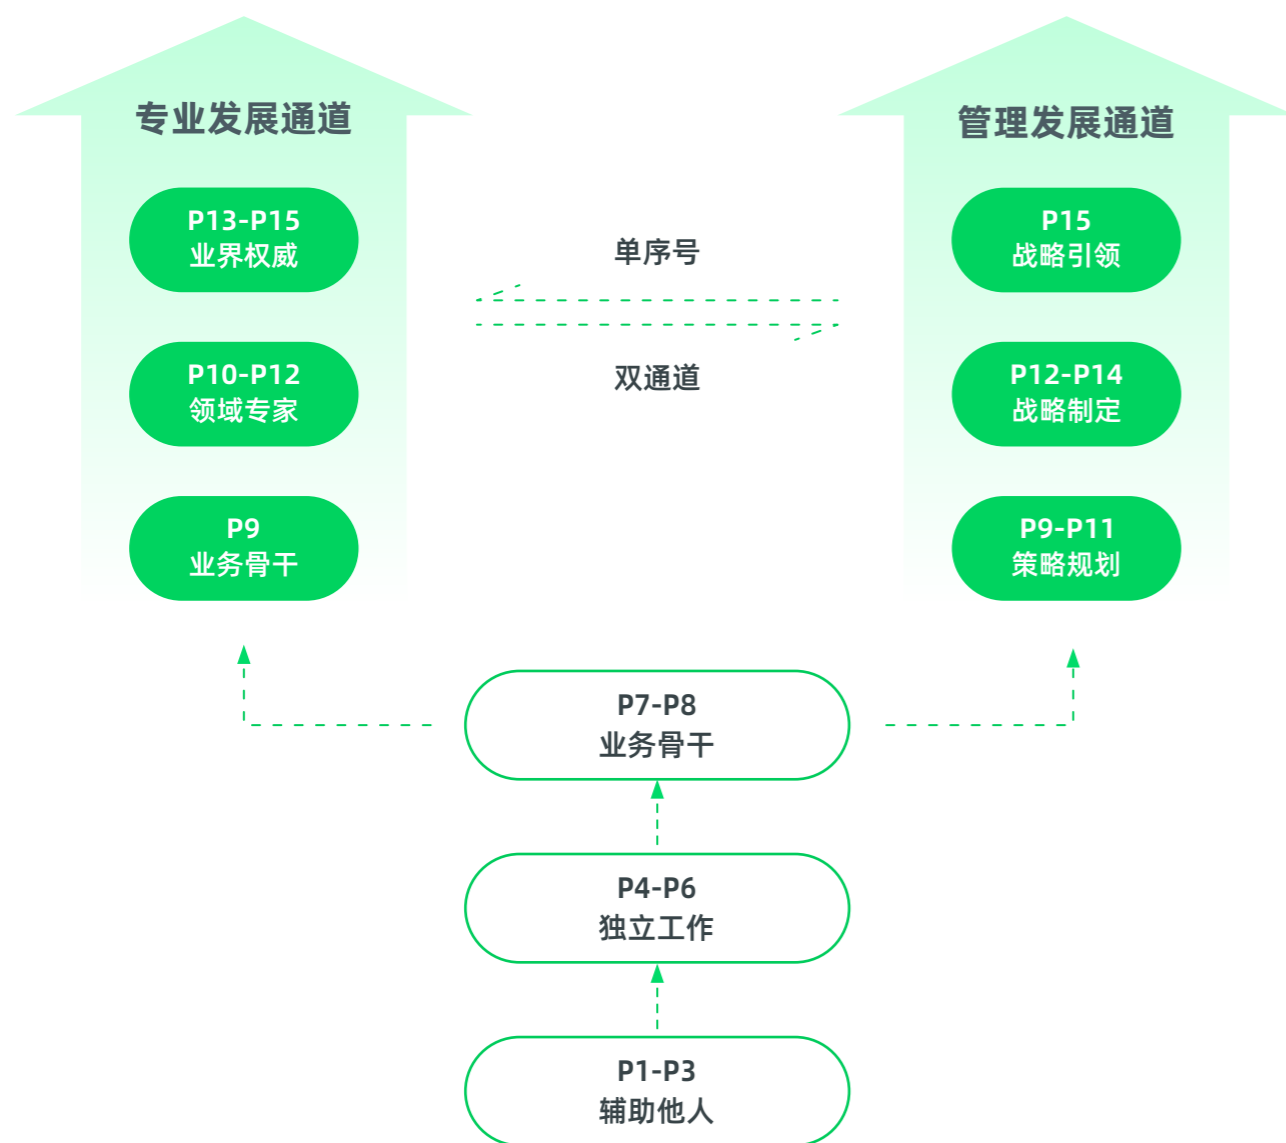 专业发展通道
P13-P15
业界权威
P10-P12
领域专家
P9
业务骨干
单序号
双通道
管理发展通道
P15
战略引领
P12-P14
战略制定
P9-P11
策略规划
P7-P8
业务骨干
P4-P6
独立工作
P1-P3
辅助他人